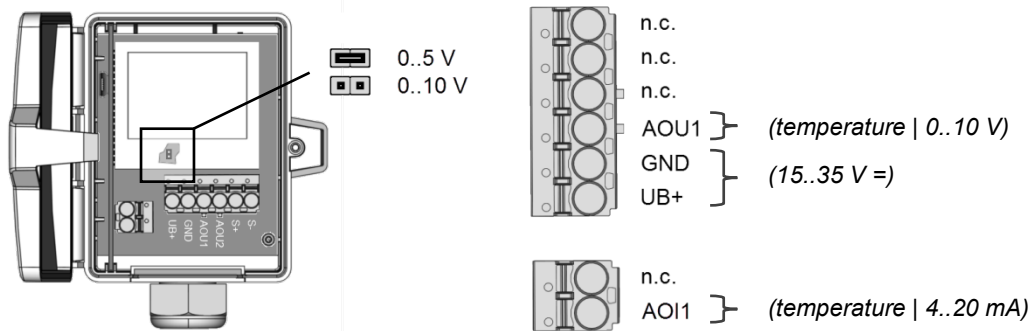 0..5 V
0..10 V
UB+
GND
AOU1
AOU2
S+
S-
n.c.
n.c.
n.c.
AOU1 (temperature | 0..10 V)
GND
(15..35 V =)
UB+
n.c.
AOI1 (temperature | 4..20 mA)